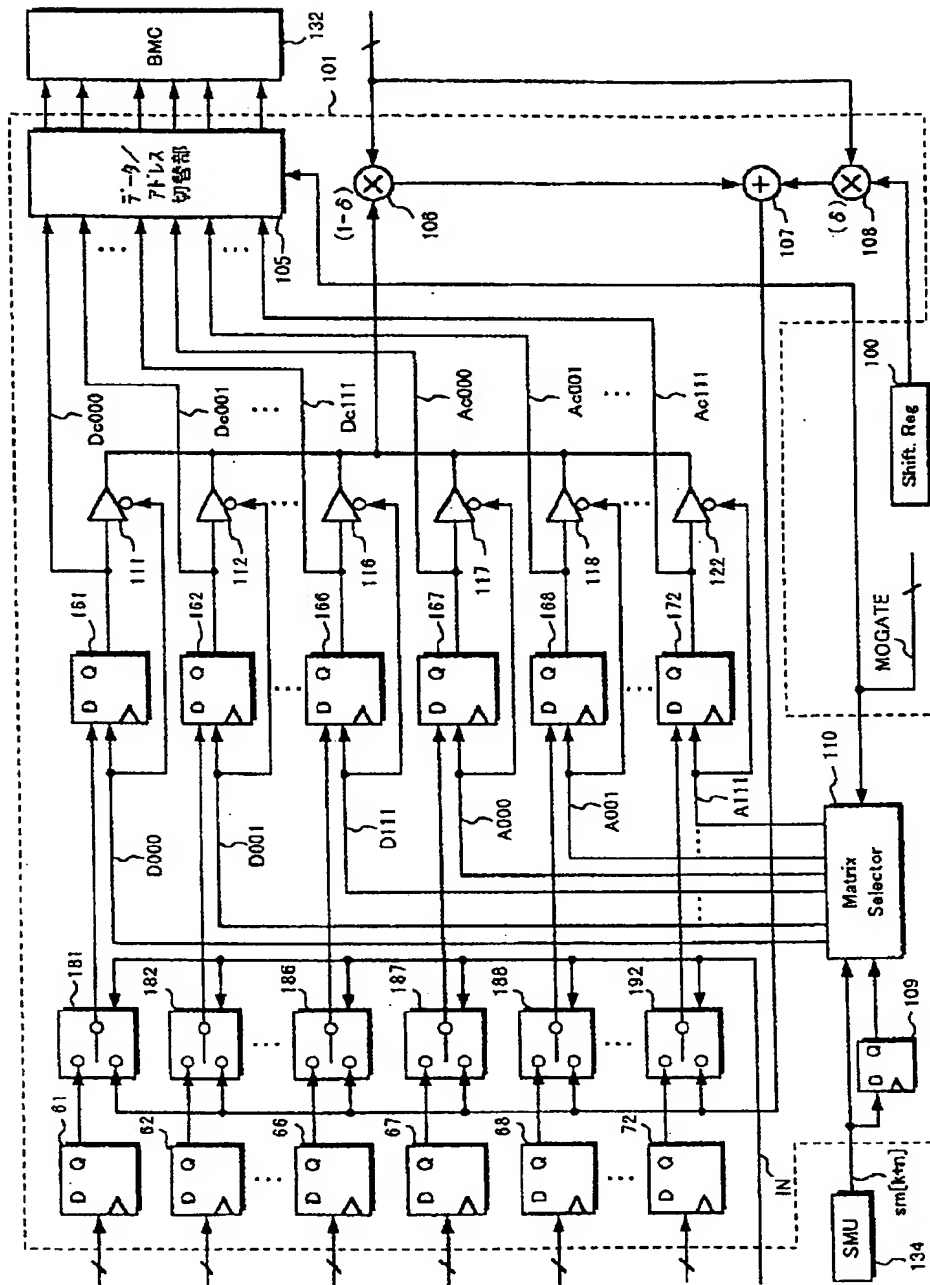 BMC
132
101
データ／
アドレス
切替部
105
(1-δ)
106
107
(δ)
108
100
Shift. Reg
MOGATE
Dc000
Dc001
Dc111
Ac000
Ac001
Ac111
111
112
116
117
118
122
161
162
166
167
168
172
D Q
D Q
D Q
D Q
D Q
D Q
D000
D001
D111
A000
A001
A111
110
Matrix
Selector
181
182
186
187
188
192
109
D Q
61
62
66
67
68
72
D Q
D Q
D Q
D Q
D Q
D Q
IN
sm[k+n]
SMU
134